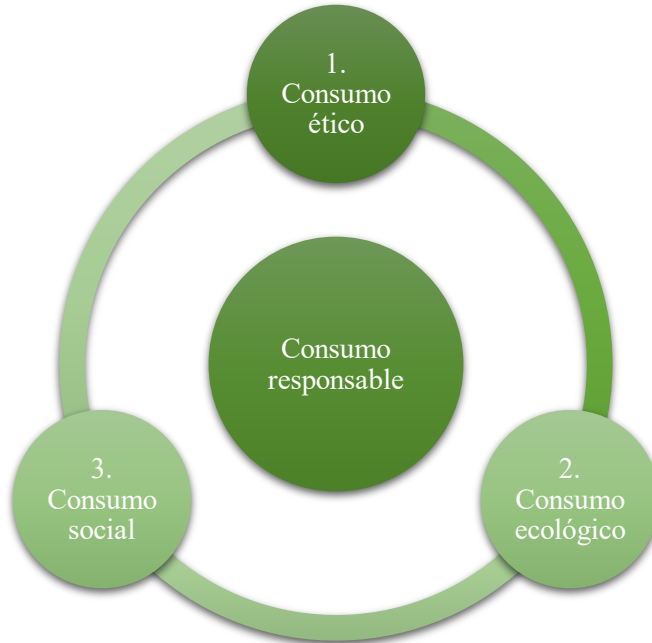 1.
Consumo
ético
Consumo
responsable
3.
Consumo
social
2.
Consumo
ecológico